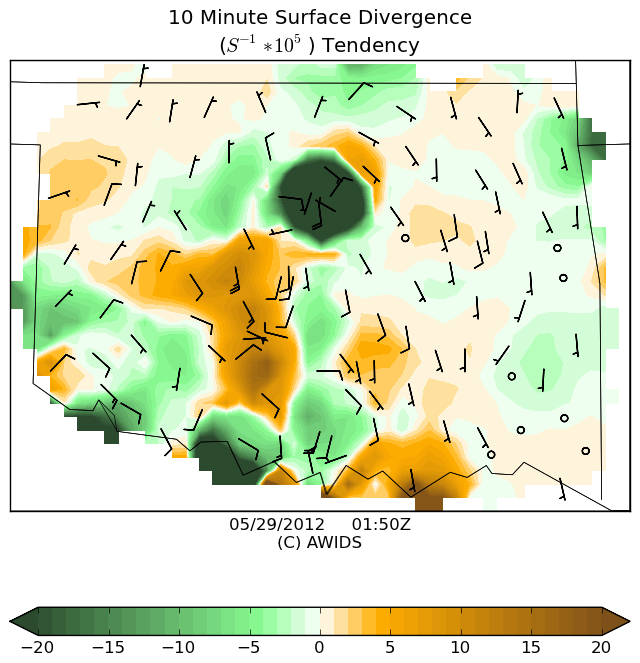 10 Minute Surface Divergence
(S⁻¹ *10⁵ ) Tendency
05/29/2012 01:50Z
(C) AWIDS
−20 −15 −10 −5 0 5 10 15 20